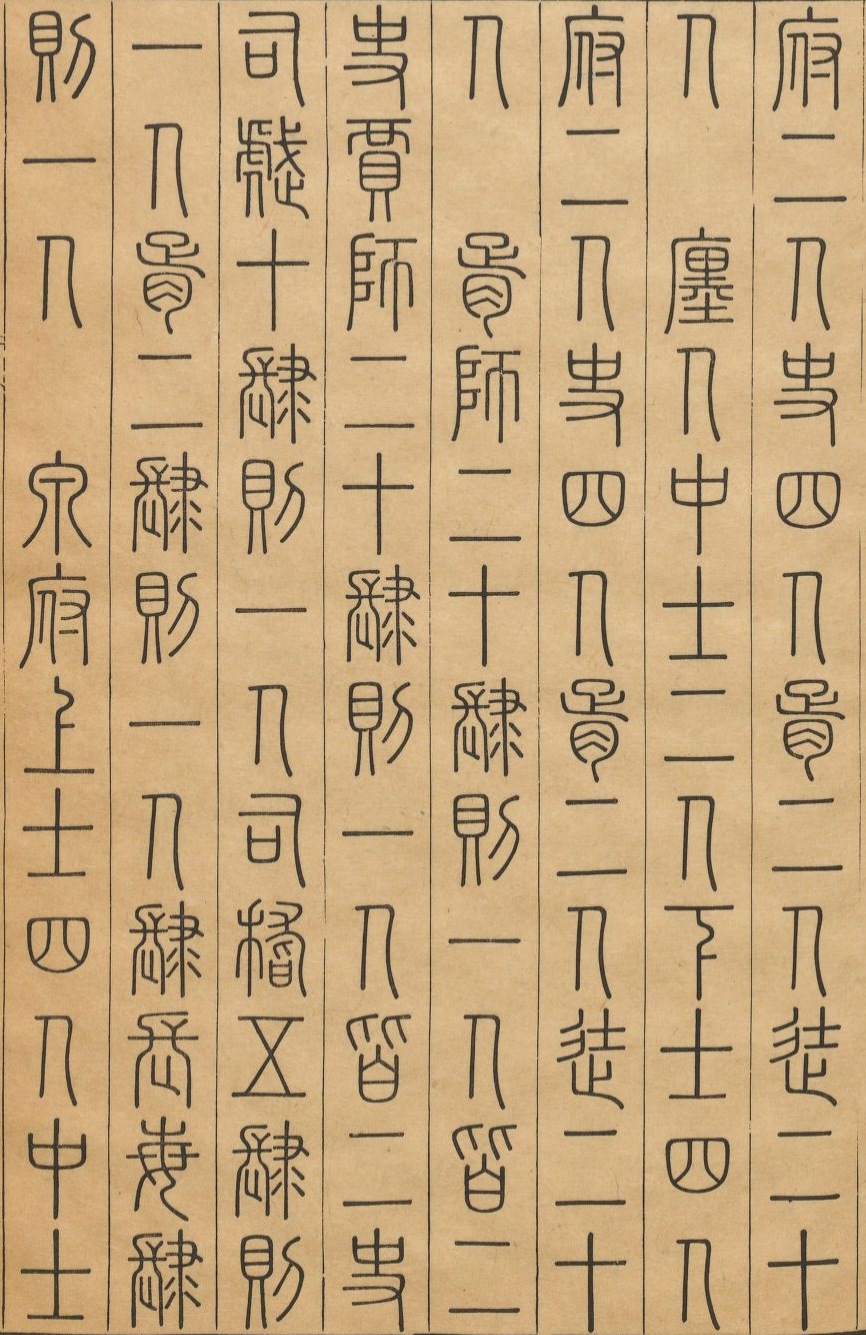 府二人史四人胥二人徒二十
人 廛人中士二人下士四人
府二人史四人胥二人徒二十
人 胥師二十肆則一人皆二
史賈師二十肆則一人皆二史
司虣十肆則一人司稽五肆則
一人胥二肆則一人肆長每肆
則一人 泉府上士四人中士